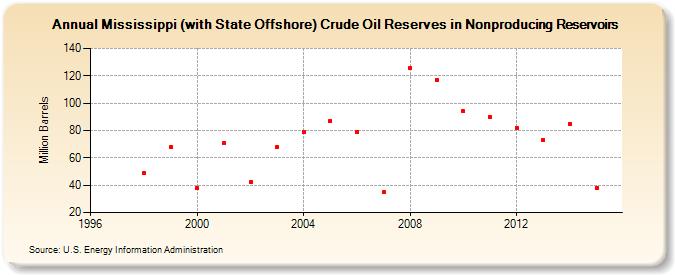 Annual Mississippi (with State Offshore) Crude Oil Reserves in Nonproducing Reservoirs
Million Barrels
140
120
100
80
60
40
20
1996 2000 2004 2008 2012
Source: U.S. Energy Information Administration